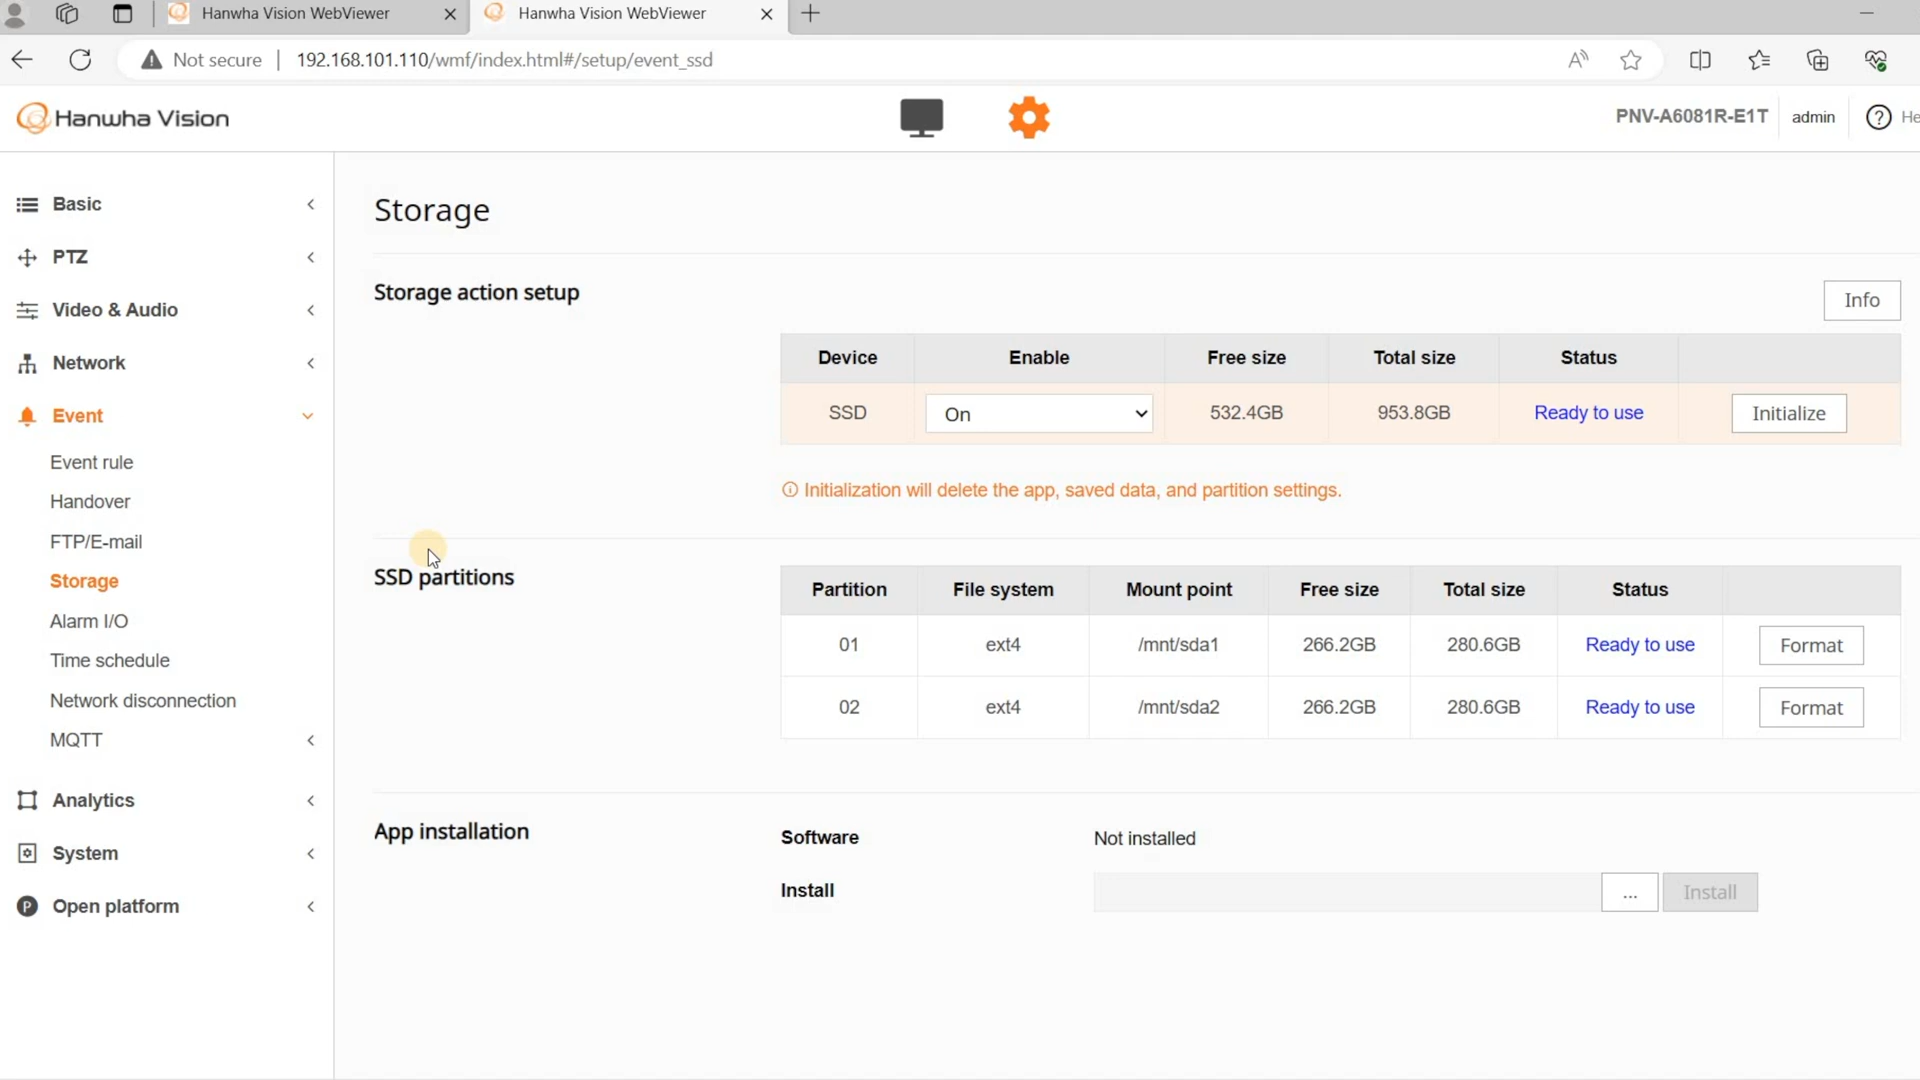 Hanwha Vision WebViewer
Hanwha Vision WebViewer
Not secure
192.168.101.110/wmf/index.html#/setup/event_ssd
Hanwha Vision
PNV-A6081R-E1T
admin
Basic
PTZ
Video & Audio
Network
Event
Event rule
Handover
FTP/E-mail
Storage
Alarm I/O
Time schedule
Network disconnection
MQTT
Analytics
System
Open platform
Storage
Storage action setup
Info
Device Enable Free size Total size Status
SSD On 532.4GB 953.8GB Ready to use Initialize
Initialization will delete the app, saved data, and partition settings.
SSD partitions
Partition File system Mount point Free size Total size Status
01 ext4 /mnt/sda1 266.2GB 280.6GB Ready to use Format
02 ext4 /mnt/sda2 266.2GB 280.6GB Ready to use Format
App installation
Software Not installed
Install ... Install